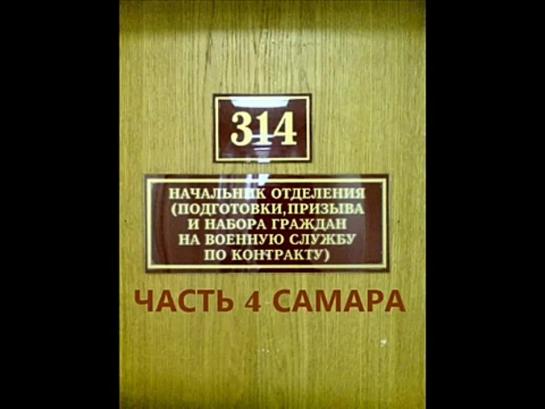 314
НАЧАЛЬНИК ОТДЕЛЕНИЯ
(ПОДГОТОВКИ, ПРИЗЫВА
И НАБОРА ГРАЖДАН
НА ВОЕННУЮ СЛУЖБУ
ПО КОНТРАКТУ)
ЧАСТЬ 4 САМАРА